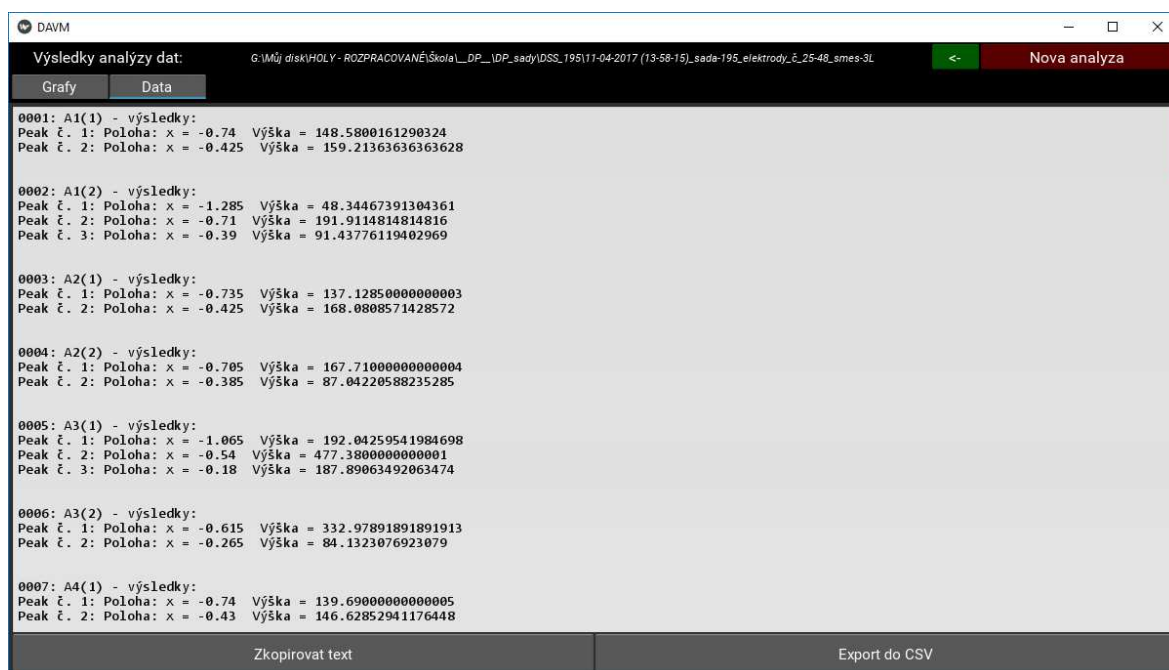 DAVM
Výsledky analýzy dat: G:\Můj disk\HOLY - ROZPRACOVANÉ\Škola\__DP__\DP_sady\DSS_195\11-04-2017 (13-58-15)_sada-195_elektrody_č_25-48_smes-3L <- Nova analyza
Grafy Data
0001: A1(1) - výsledky:
Peak č. 1: Poloha: x = -0.74 Výška = 148.5800161290324
Peak č. 2: Poloha: x = -0.425 Výška = 159.21363636363628
0002: A1(2) - výsledky:
Peak č. 1: Poloha: x = -1.285 Výška = 48.34467391304361
Peak č. 2: Poloha: x = -0.71 Výška = 191.9114814814816
Peak č. 3: Poloha: x = -0.39 Výška = 91.43776119402969
0003: A2(1) - výsledky:
Peak č. 1: Poloha: x = -0.735 Výška = 137.12850000000003
Peak č. 2: Poloha: x = -0.425 Výška = 168.0808571428572
0004: A2(2) - výsledky:
Peak č. 1: Poloha: x = -0.705 Výška = 167.71000000000004
Peak č. 2: Poloha: x = -0.385 Výška = 87.04220588235285
0005: A3(1) - výsledky:
Peak č. 1: Poloha: x = -1.065 Výška = 192.04259541984698
Peak č. 2: Poloha: x = -0.54 Výška = 477.3800000000001
Peak č. 3: Poloha: x = -0.18 Výška = 187.89063492063474
0006: A3(2) - výsledky:
Peak č. 1: Poloha: x = -0.615 Výška = 332.97891891891913
Peak č. 2: Poloha: x = -0.265 Výška = 84.1323076923079
0007: A4(1) - výsledky:
Peak č. 1: Poloha: x = -0.74 Výška = 139.69000000000005
Peak č. 2: Poloha: x = -0.43 Výška = 146.62852941176448
Zkopirovat text Export do CSV